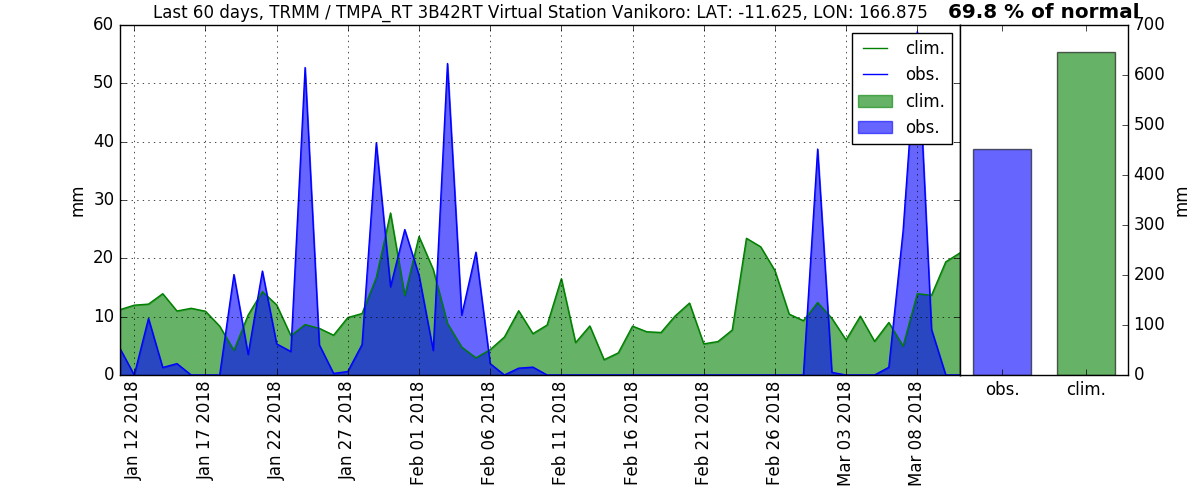 Last 60 days, TRMM / TMPA_RT 3B42RT Virtual Station Vanikoro: LAT: -11.625, LON: 166.875
69.8 % of normal
60
50
40
30
20
10
0
mm
clim.
obs.
clim.
obs.
Jan 12 2018
Jan 17 2018
Jan 22 2018
Jan 27 2018
Feb 01 2018
Feb 06 2018
Feb 11 2018
Feb 16 2018
Feb 21 2018
Feb 26 2018
Mar 03 2018
Mar 08 2018
700
600
500
400
300
200
100
0
mm
obs.
clim.